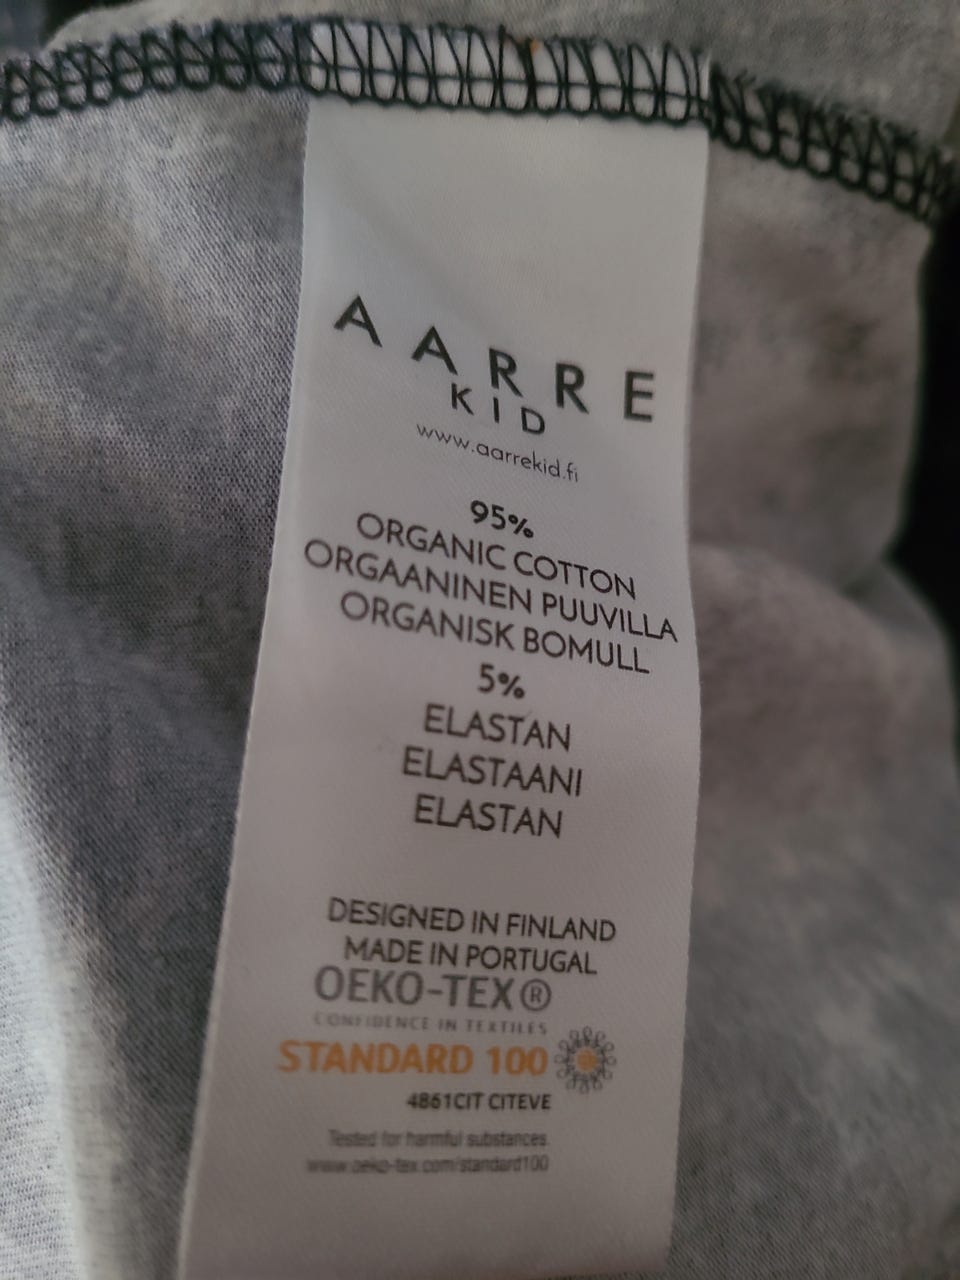 AARRE
KID
www.aarrekid.fi
95%
ORGANIC COTTON
ORGAANINEN PUUVILLA
ORGANISK BOMULL
5%
ELASTAN
ELASTAANI
ELASTAN
DESIGNED IN FINLAND
MADE IN PORTUGAL
OEKO-TEX®
CONFIDENCE IN TEXTILES
STANDARD 100
4861CIT CITEVE
Tested for harmful substances.
www.oeko-tex.com/standard100